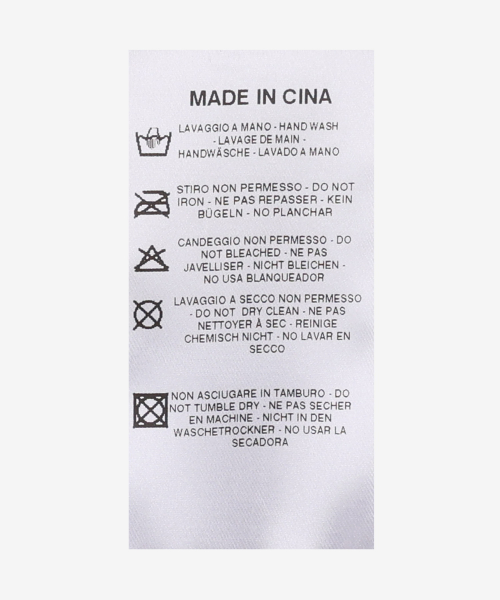 MADE IN CINA
LAVAGGIO A MANO - HAND WASH
- LAVAGE DE MAIN -
HANDWÄSCHE - LAVADO A MANO
STIRO NON PERMESSO - DO NOT
IRON - NE PAS REPASSER - KEIN
BÜGELN - NO PLANCHAR
CANDEGGIO NON PERMESSO - DO
NOT BLEACHED - NE PAS
JAVELLISER - NICHT BLEICHEN -
NO USA BLANQUEADOR
LAVAGGIO A SECCO NON PERMESSO
- DO NOT DRY CLEAN - NE PAS
NETTOYER À SEC - REINIGE
CHEMISCH NICHT - NO LAVAR EN
SECCO
NON ASCIUGARE IN TAMBURO - DO
NOT TUMBLE DRY - NE PAS SECHER
EN MACHINE - NICHT IN DEN
WASCHETROCKNER - NO USAR LA
SECADORA